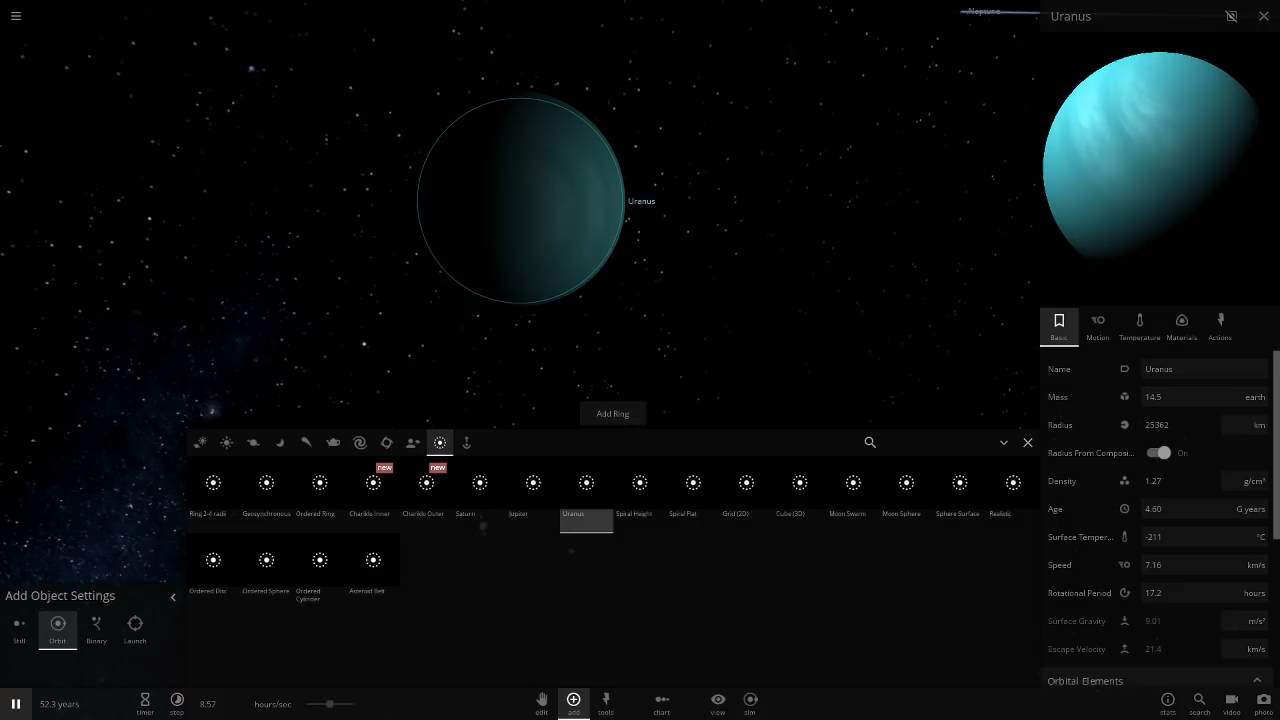 Neptune
Uranus
Uranus
Add Ring
new
new
Ring 2-4 radii
Geosynchronous
Ordered Ring
Chariklo Inner
Chariklo Outer
Saturn
Jupiter
Uranus
Spiral Height
Spiral Flat
Grid (2D)
Cube (3D)
Moon Swarm
Moon Sphere
Sphere Surface
Realistic
Ordered Disc
Ordered Sphere
Ordered
Cylinder
Asteroid Belt
Add Object Settings
Still
Orbit
Binary
Launch
Basic
Motion
Temperature
Materials
Actions
Name Uranus
Mass 14.5 earth
Radius 25362 km
Radius From Composi... On
Density 1.27 g/cm³
Age 4.60 G years
Surface Temper... -211 °C
Speed 7.16 km/s
Rotational Period 17.2 hours
Surface Gravity 9.01 m/s²
Escape Velocity 21.4 km/s
Orbital Elements
52.3 years
timer
step
8.57 hours/sec
edit
add
tools
chart
view
sim
stats
search
video
photo